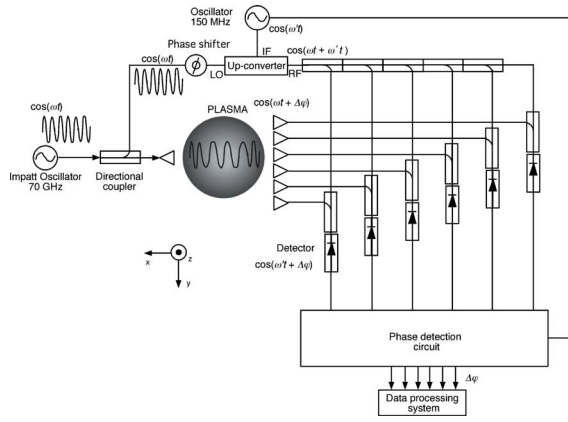 Oscillator
150 MHz
cos(ω't)
Phase shifter
cos(ωt)
ϕ
IF
LO
Up-converter
RF
cos(ωt + ω't)
cos(ωt)
PLASMA
cos(ωt + Δφ)
Impatt Oscillator
70 GHz
Directional
coupler
Detector
cos(ω't + Δφ)
x
z
y
Phase detection
circuit
Δφ
Data processing
system